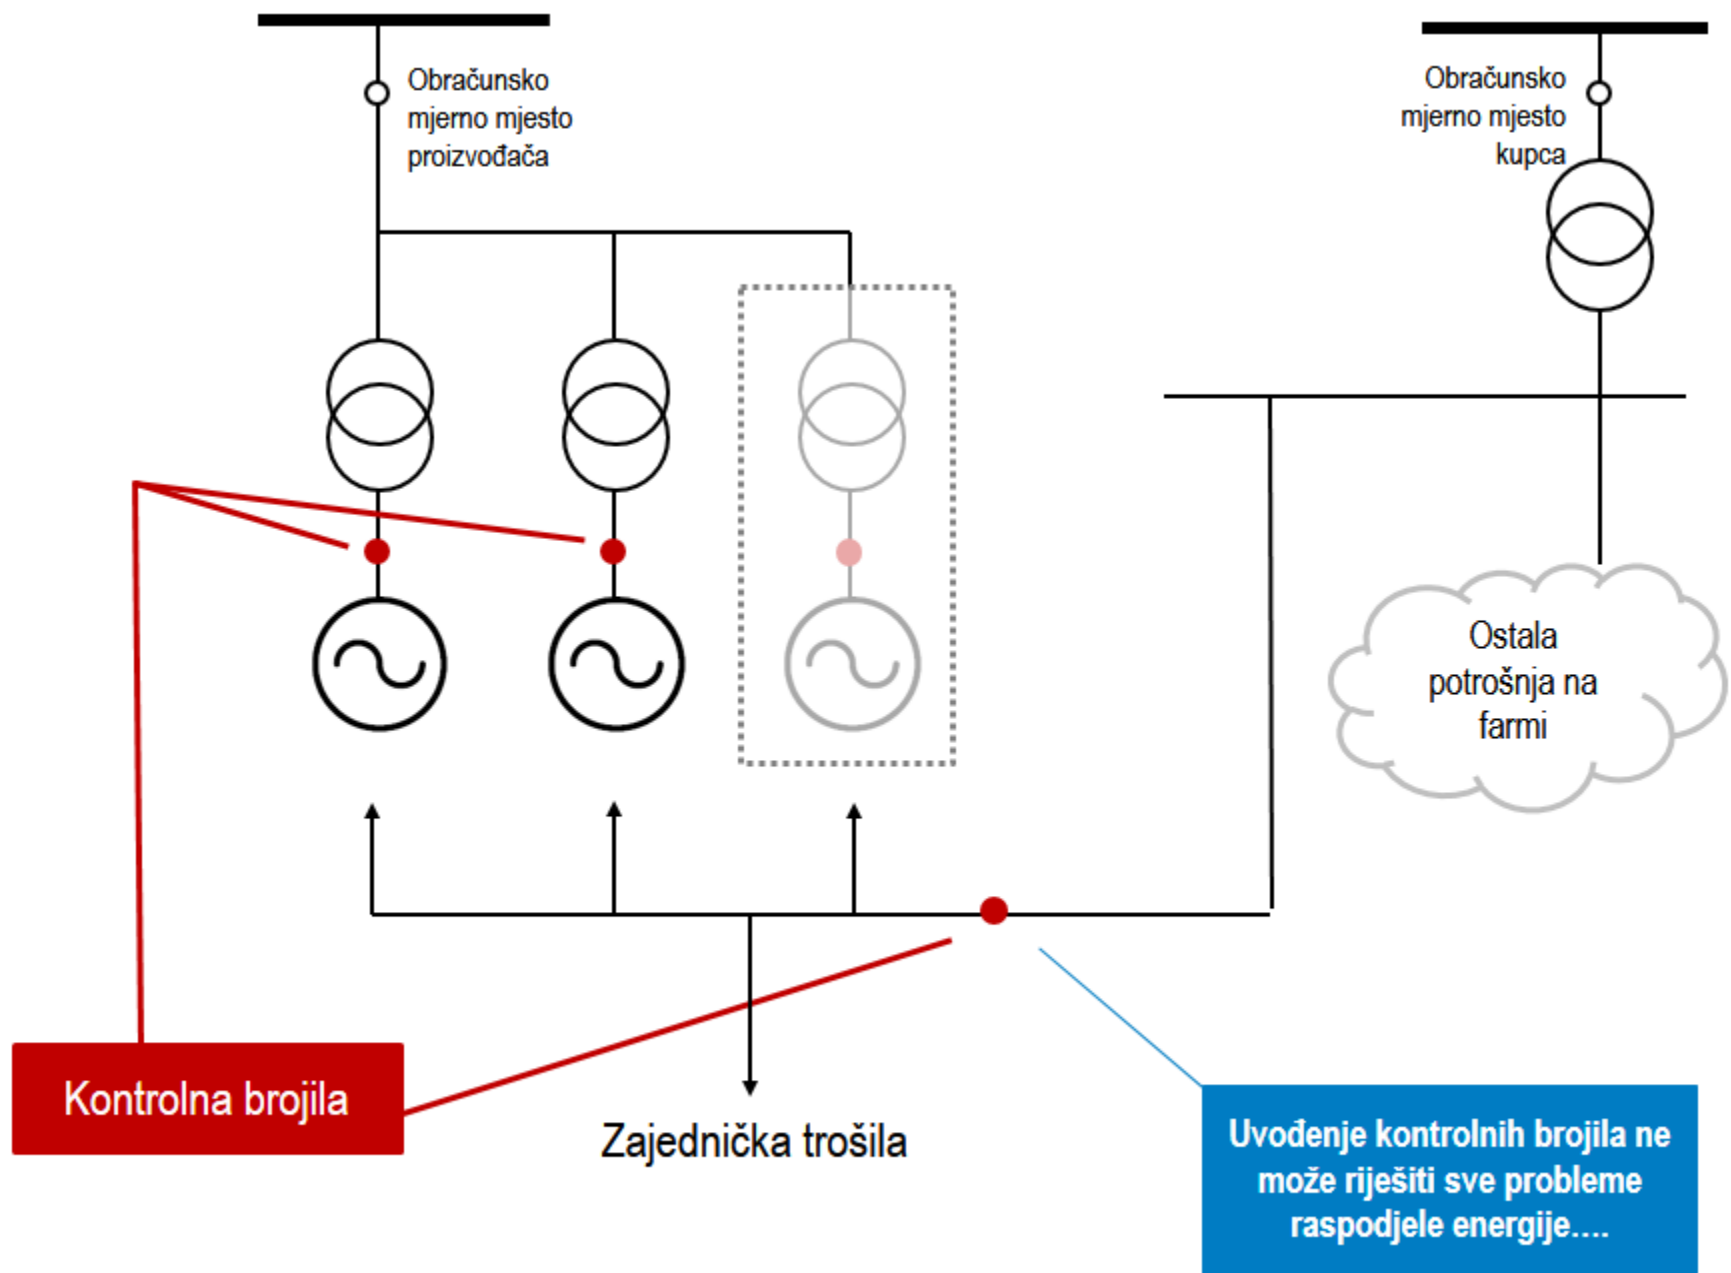 Obračunsko
mjerno mjesto
proizvođača
Obračunsko
mjerno mjesto
kupca
Ostala
potrošnja na
farmi
Kontrolna brojila
Zajednička trošila
Uvođenje kontrolnih brojila ne
može riješiti sve probleme
raspodjele energije....